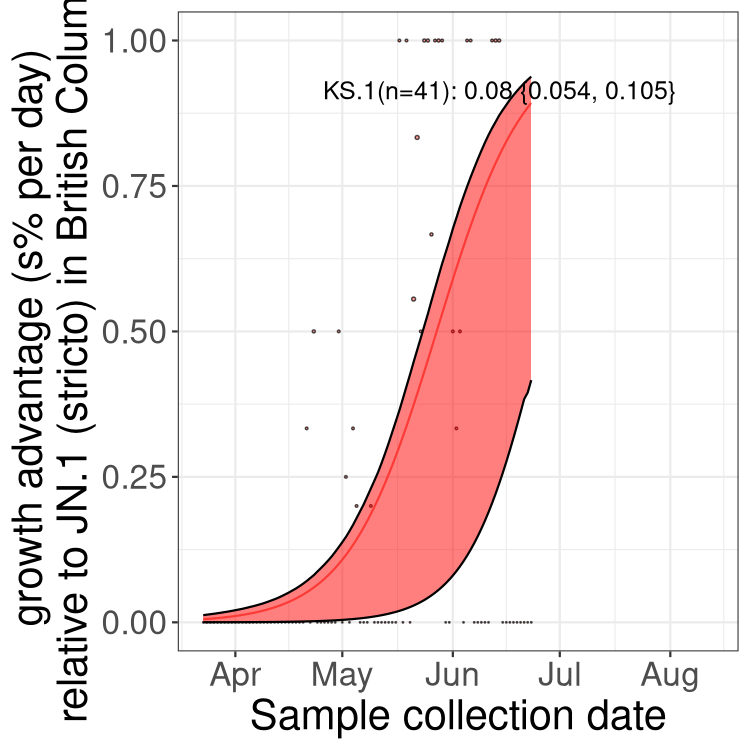 growth advantage (s% per day)
relative to JN.1 (stricto) in British Colum
1.00
0.75
0.50
0.25
0.00
KS.1(n=41): 0.08 {0.054, 0.105}
Apr May Jun Jul Aug
Sample collection date